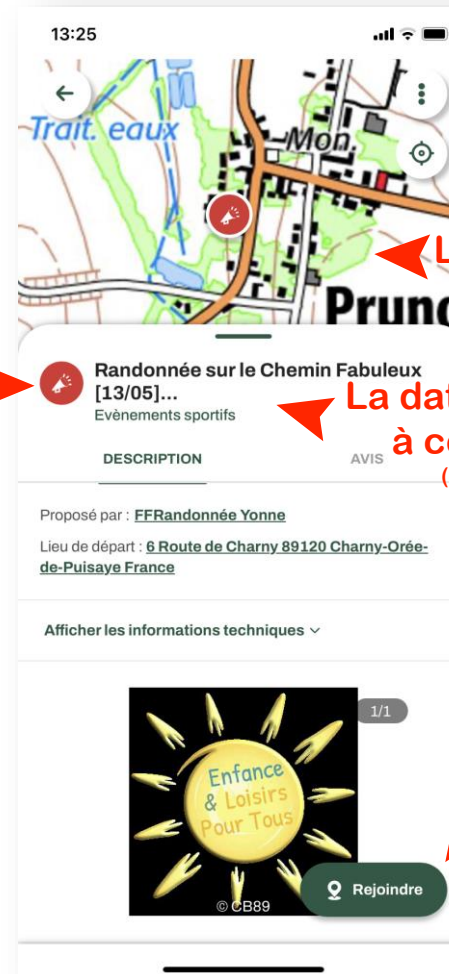 13:25
Trait. eaux
Mon.
L
Prun
Randonnée sur le Chemin Fabuleux
[13/05]...
Evènements sportifs
La dat
à c
(
DESCRIPTION
AVIS
Proposé par : FFRandonnée Yonne
Lieu de départ : 6 Route de Charny 89120 Charny-Orée-
de-Puisaye France
Afficher les informations techniques
1/1
Enfance
& Loisirs
Pour Tous
© CB89
Rejoindre